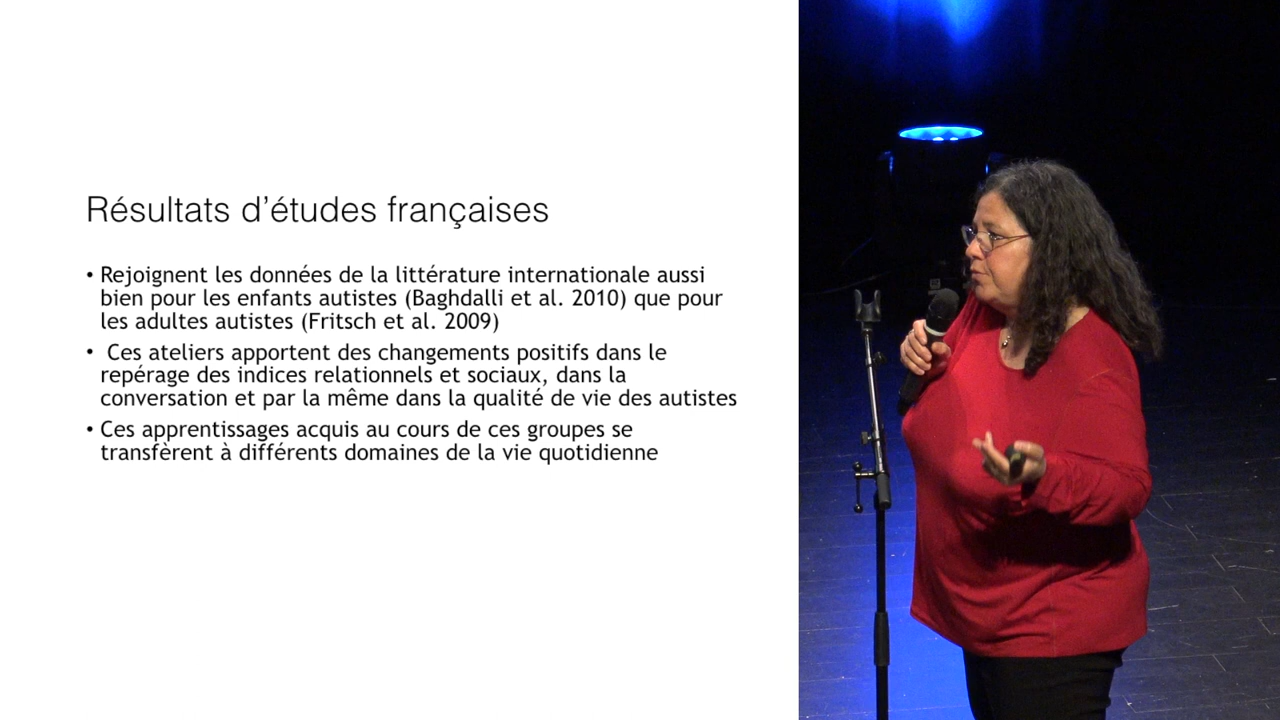 Résultats d’études françaises
• Rejoignent les données de la littérature internationale aussi
bien pour les enfants autistes (Baghdalli et al. 2010) que pour
les adultes autistes (Fritsch et al. 2009)
• Ces ateliers apportent des changements positifs dans le
repérage des indices relationnels et sociaux, dans la
conversation et par la même dans la qualité de vie des autistes
• Ces apprentissages acquis au cours de ces groupes se
transfèrent à différents domaines de la vie quotidienne